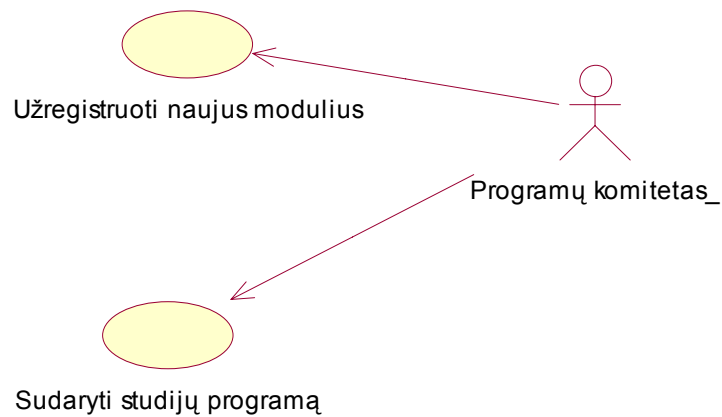 Užregistruoti naujus modulius
Programų komitetas_
Sudaryti studijų programą